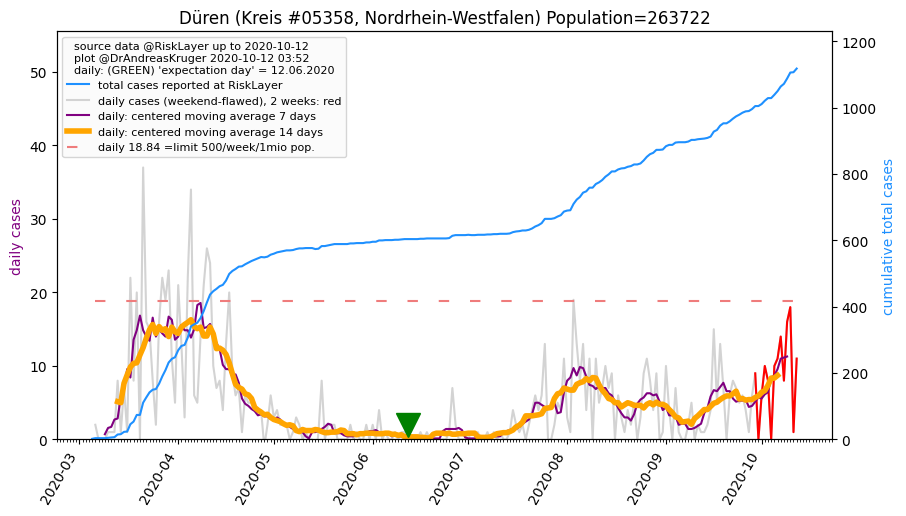 Düren (Kreis #05358, Nordrhein-Westfalen) Population=263722
source data @RiskLayer up to 2020-10-12
plot @DrAndreasKruger 2020-10-12 03:52
daily: (GREEN) 'expectation day' = 12.06.2020
total cases reported at RiskLayer
daily cases (weekend-flawed), 2 weeks: red
daily: centered moving average 7 days
daily: centered moving average 14 days
daily 18.84 =limit 500/week/1mio pop.
daily cases
50
40
30
20
10
0
cumulative total cases
1200
1000
800
600
400
200
0
2020-03
2020-04
2020-05
2020-06
2020-07
2020-08
2020-09
2020-10